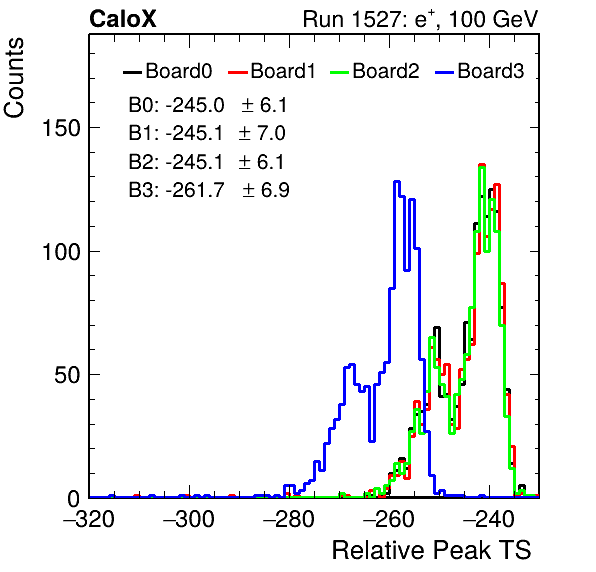 CaloX Run 1527: e⁺, 100 GeV
Counts
Board0 Board1 Board2 Board3
B0: -245.0 ± 6.1
B1: -245.1 ± 7.0
B2: -245.1 ± 6.1
B3: -261.7 ± 6.9
150
100
50
0
−320 −300 −280 −260 −240
Relative Peak TS